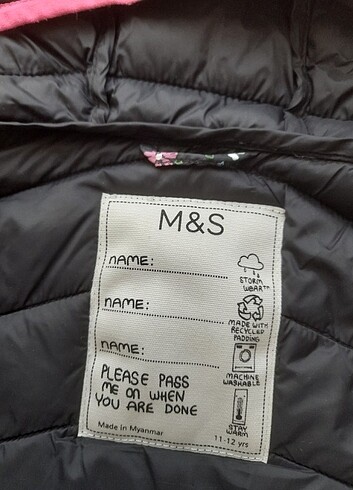 M&S
NAME:
STORM
WEAR™
NAME:
MADE WITH
RECYCLED
PADDING
NAME:
MACHINE
WASHABLE
PLEASE PASS
ME ON WHEN
YOU ARE DONE
STAY
WARM
Made in Myanmar
11-12 yrs